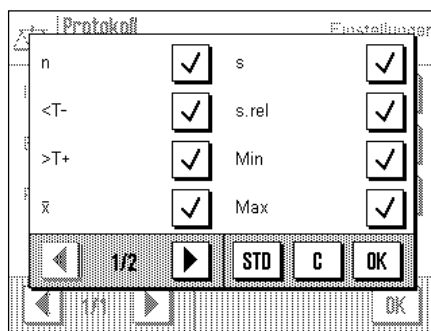 Protokoll Einstellungen
n s
<T- s.rel
>T+ Min
x̄ Max
1/2 STD C OK
1/1 OK